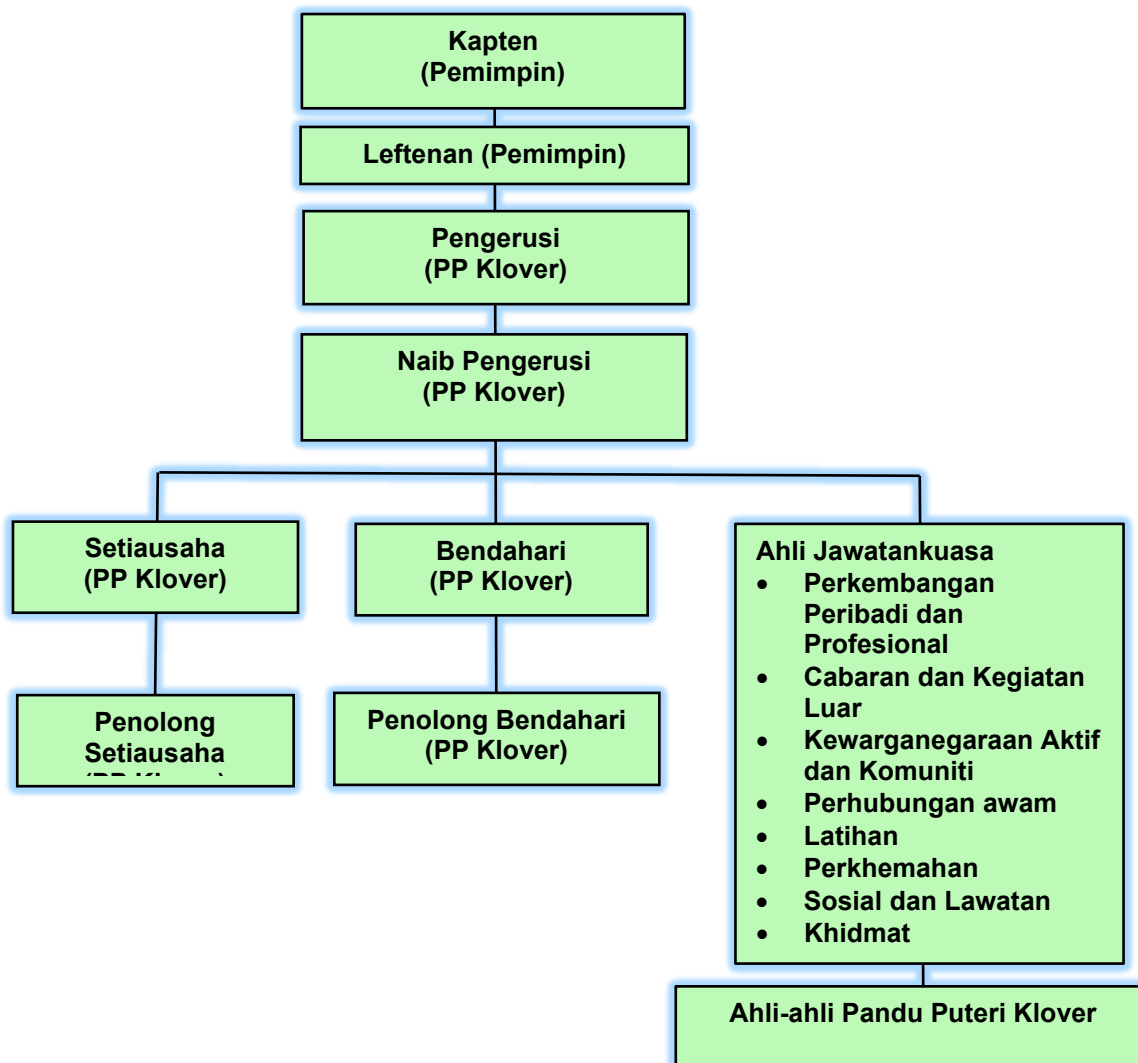 Kapten
(Pemimpin)
Leftenan (Pemimpin)
Pengerusi
(PP Klover)
Naib Pengerusi
(PP Klover)
Setiausaha
(PP Klover)
Bendahari
(PP Klover)
Penolong
Setiausaha
Penolong Bendahari
(PP Klover)
Ahli Jawatankuasa
• Perkembangan
Peribadi dan
Profesional
• Cabaran dan Kegiatan
Luar
• Kewarganegaraan Aktif
dan Komuniti
• Perhubungan awam
• Latihan
• Perkhemahan
• Sosial dan Lawatan
• Khidmat
Ahli-ahli Pandu Puteri Klover